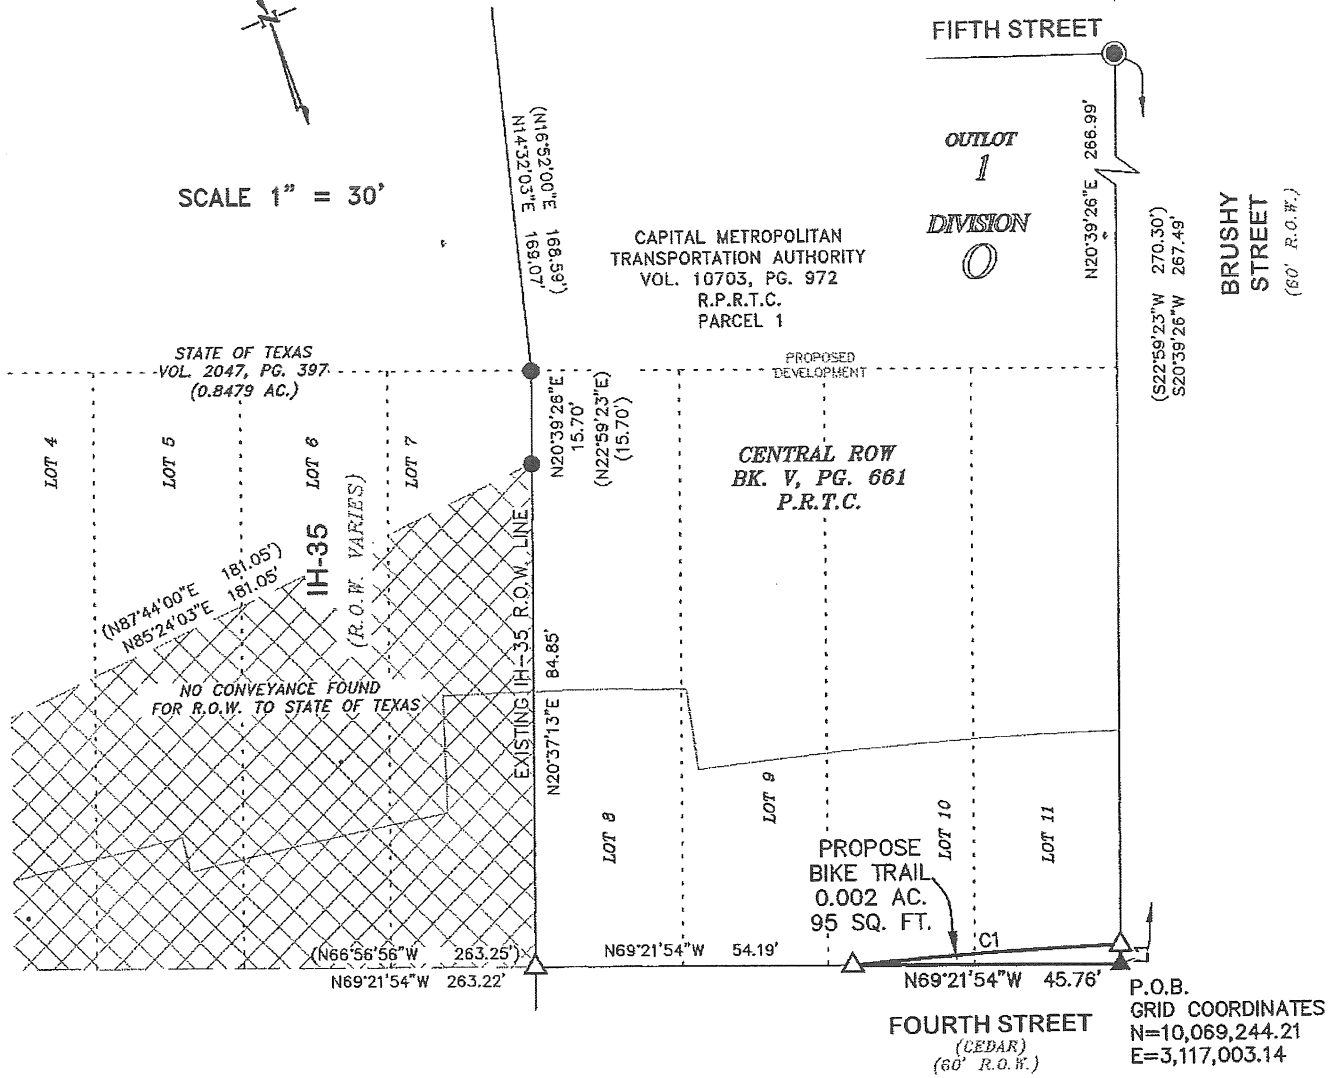 FIFTH STREET
SCALE 1" = 30'
(N16°52'00"E 168.59')
N14°32'03"E 169.07'
OUTLOT
1
DIVISION
O
N20°39'26"E 266.99'
(S22°59'23"W 270.30')
S20°39'26"W 267.49'
BRUSHY
STREET
(60' R.O.W.)
CAPITAL METROPOLITAN
TRANSPORTATION AUTHORITY
VOL. 10703, PG. 972
R.P.R.T.C.
PARCEL 1
STATE OF TEXAS
VOL. 2047, PG. 397
(0.8479 AC.)
PROPOSED
DEVELOPMENT
N20°39'26"E
15.70'
(N22°59'23"E)
(15.70')
LOT 4
LOT 5
LOT 6
LOT 7
CENTRAL ROW
BK. V, PG. 661
P.R.T.C.
IH-35
(R.O.W. VARIES)
EXISTING IH-35 R.O.W. LINE
(N87°44'00"E 181.05')
N85°24'03"E 181.05'
N20°37'13"E 84.85'
NO CONVEYANCE FOUND
FOR R.O.W. TO STATE OF TEXAS
LOT 8
LOT 9
LOT 10
LOT 11
PROPOSE
BIKE TRAIL
0.002 AC.
95 SQ. FT.
C1
(N66°56'56"W 263.25')
N69°21'54"W 263.22'
N69°21'54"W 54.19'
N69°21'54"W 45.76'
P.O.B.
GRID COORDINATES
N=10,069,244.21
E=3,117,003.14
FOURTH STREET
(CEDAR)
(60' R.O.W.)